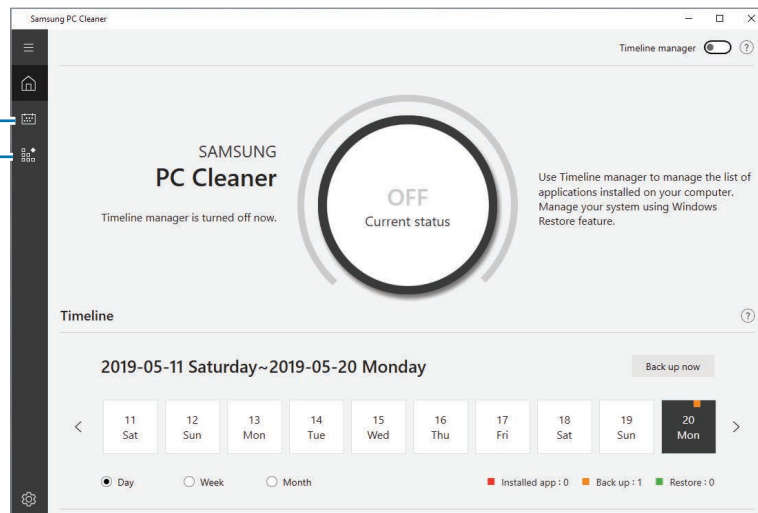 Samsung PC Cleaner
Timeline manager
?
SAMSUNG
PC Cleaner
Timeline manager is turned off now.
OFF
Current status
Use Timeline manager to manage the list of
applications installed on your computer.
Manage your system using Windows
Restore feature.
Timeline
?
2019-05-11 Saturday~2019-05-20 Monday
Back up now
11 12 13 14 15 16 17 18 19 20
Sat Sun Mon Tue Wed Thu Fri Sat Sun Mon
Day Week Month
Installed app : 0 Back up : 1 Restore : 0